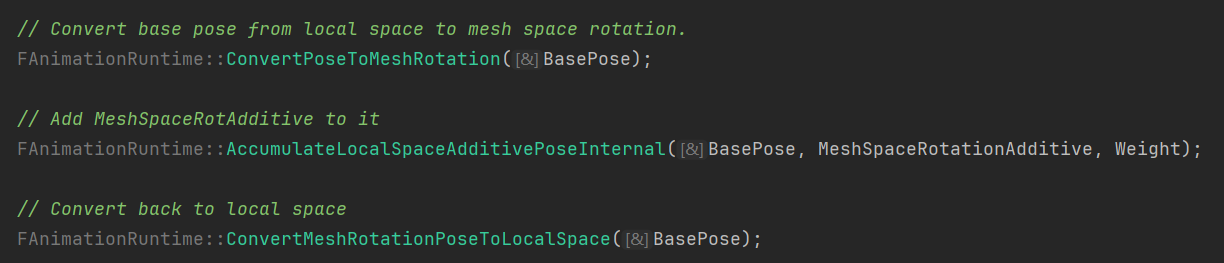 // Convert base pose from local space to mesh space rotation.
FAnimationRuntime::ConvertPoseToMeshRotation([&]BasePose);
// Add MeshSpaceRotAdditive to it
FAnimationRuntime::AccumulateLocalSpaceAdditivePoseInternal([&]BasePose, MeshSpaceRotationAdditive, Weight);
// Convert back to local space
FAnimationRuntime::ConvertMeshRotationPoseToLocalSpace([&]BasePose);